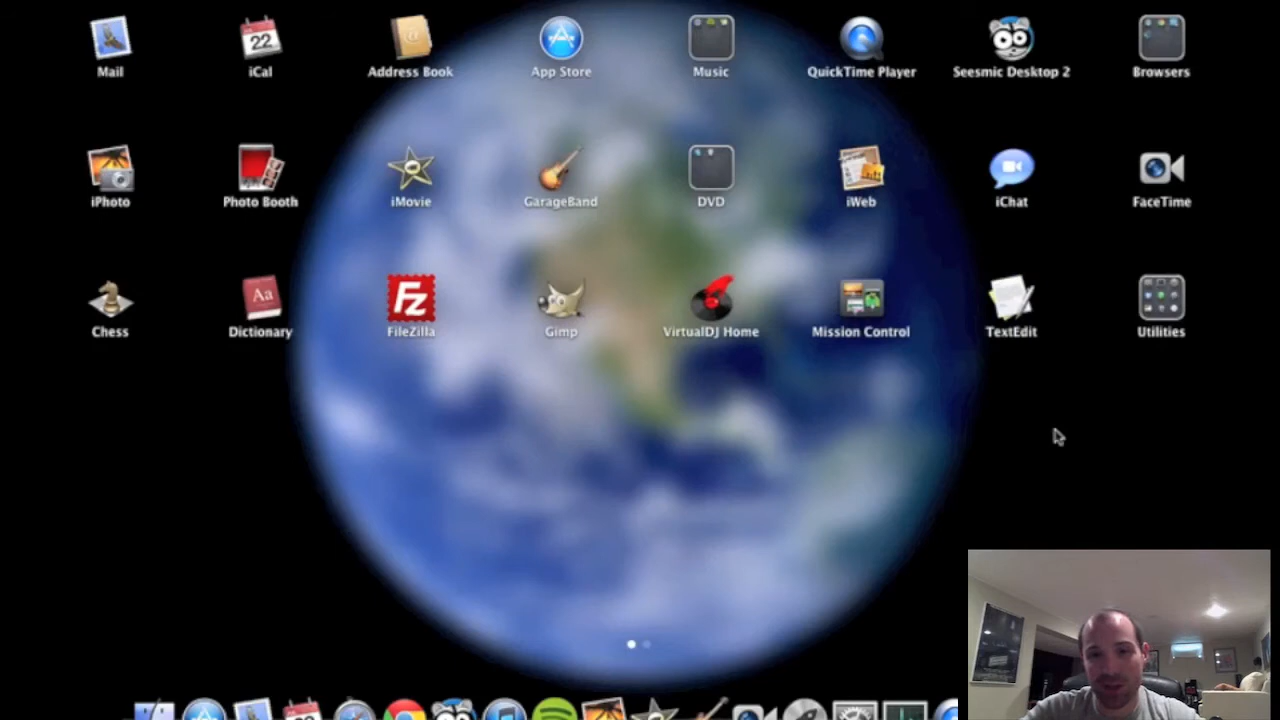 Mail iCal Address Book App Store Music QuickTime Player Seesmic Desktop 2 Browsers
22
iPhoto Photo Booth iMovie GarageBand DVD iWeb iChat FaceTime
Aa
Fz
Chess Dictionary FileZilla Gimp VirtualDJ Home Mission Control TextEdit Utilities